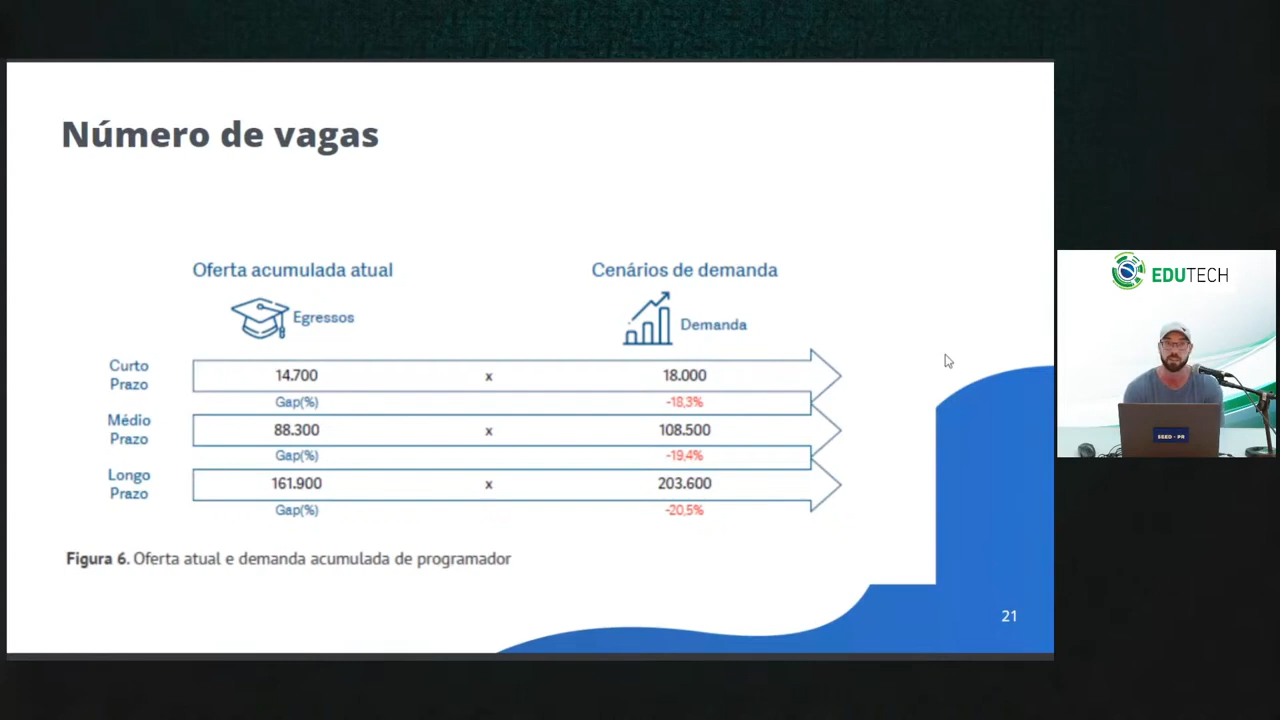 Número de vagas
Oferta acumulada atual
Cenários de demanda
Egressos
Demanda
Curto
Prazo
14.700 x 18.000
Gap(%) -18,3%
Médio
Prazo
88.300 x 108.500
Gap(%) -19,4%
Longo
Prazo
161.900 x 203.600
Gap(%) -20,5%
Figura 6. Oferta atual e demanda acumulada de programador
21
EDUTECH
SEED - PR